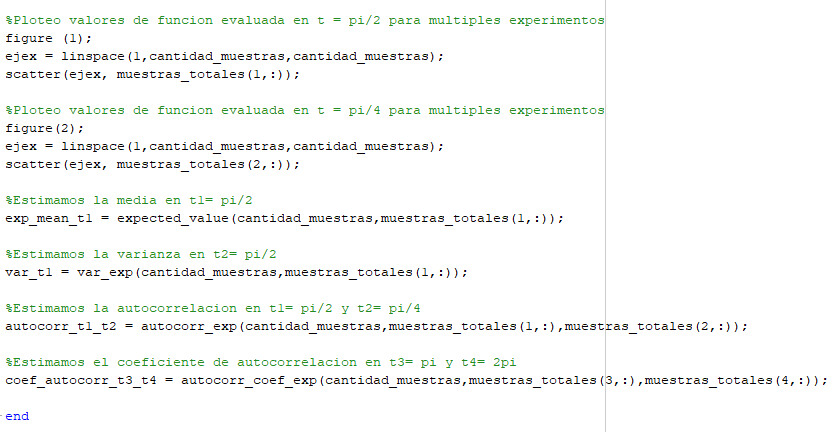 %Ploteo valores de funcion evaluada en t = pi/2 para multiples experimentos
figure (1);
ejex = linspace(1,cantidad_muestras,cantidad_muestras);
scatter(ejex, muestras_totales(1,:));
%Ploteo valores de funcion evaluada en t = pi/4 para multiples experimentos
figure(2);
ejex = linspace(1,cantidad_muestras,cantidad_muestras);
scatter(ejex, muestras_totales(2,:));
%Estimamos la media en t1= pi/2
exp_mean_t1 = expected_value(cantidad_muestras,muestras_totales(1,:));
%Estimamos la varianza en t2= pi/2
var_t1 = var_exp(cantidad_muestras,muestras_totales(1,:));
%Estimamos la autocorrelacion en t1= pi/2 y t2= pi/4
autocorr_t1_t2 = autocorr_exp(cantidad_muestras,muestras_totales(1,:),muestras_totales(2,:));
%Estimamos el coeficiente de autocorrelacion en t3= pi y t4= 2pi
coef_autocorr_t3_t4 = autocorr_coef_exp(cantidad_muestras,muestras_totales(3,:),muestras_totales(4,:));
end